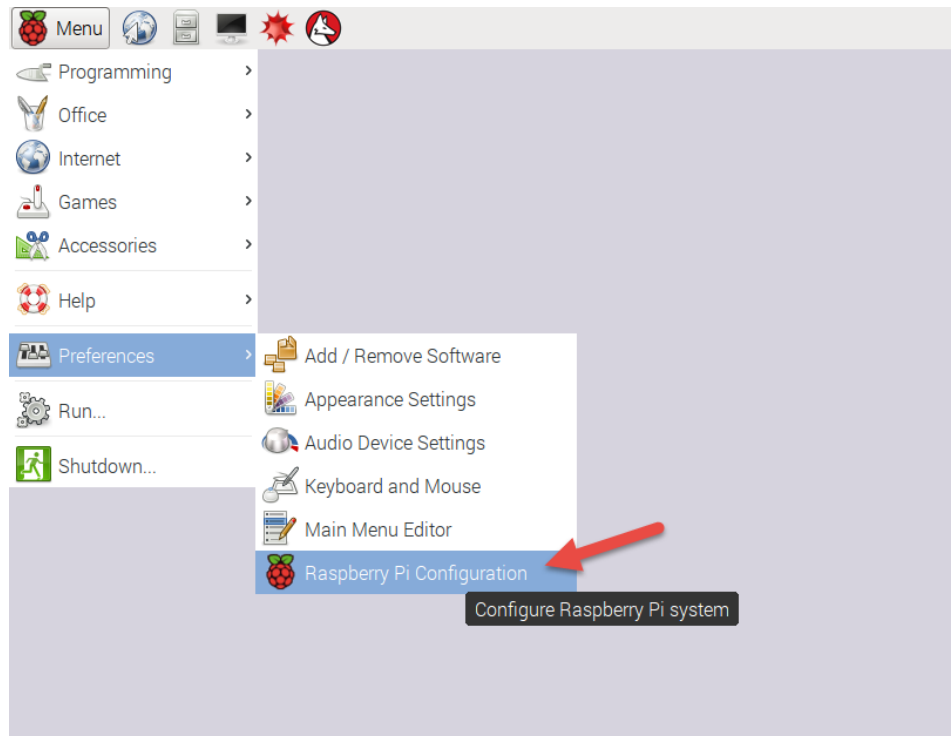 Menu
Programming
Office
Internet
Games
Accessories
Help
Preferences
Add / Remove Software
Appearance Settings
Audio Device Settings
Keyboard and Mouse
Main Menu Editor
Raspberry Pi Configuration
Configure Raspberry Pi system
Run...
Shutdown...